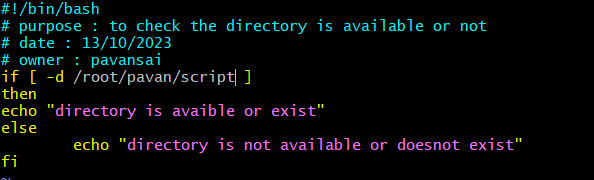 #!/bin/bash
# purpose : to check the directory is available or not
# date : 13/10/2023
# owner : pavansai
if [ -d /root/pavan/script ]
then
echo "directory is avaible or exist"
else
        echo "directory is not available or doesnot exist"
fi